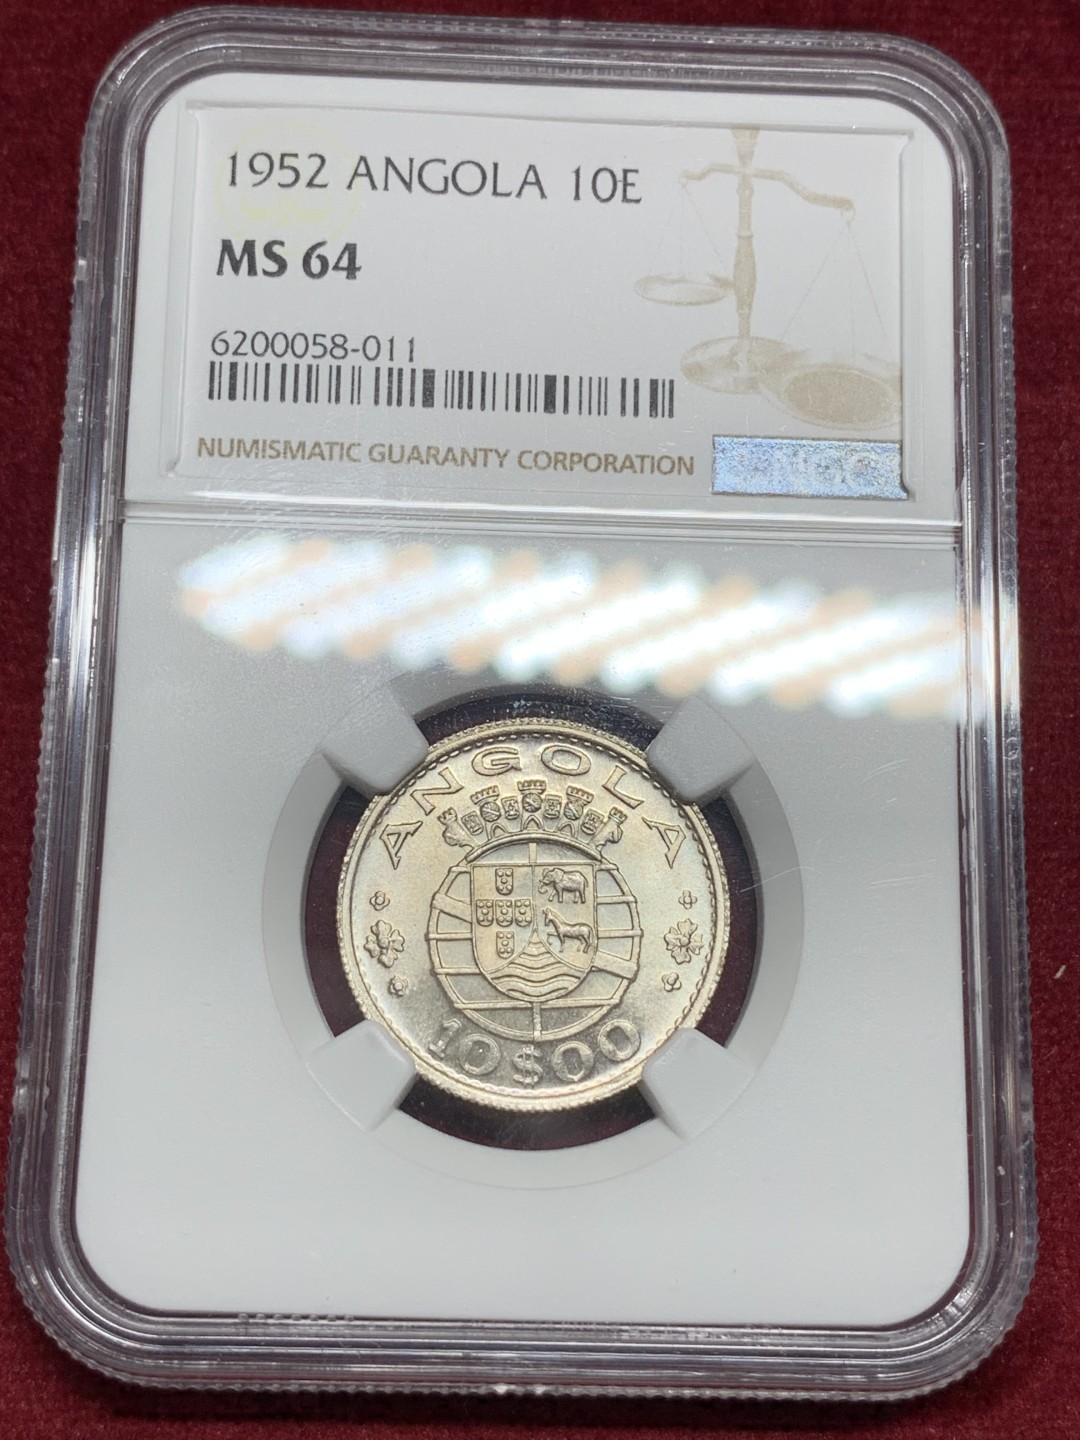 1952 ANGOLA 10E
MS 64
6200058-011
NUMISMATIC GUARANTY CORPORATION
ANGOLA
10$00